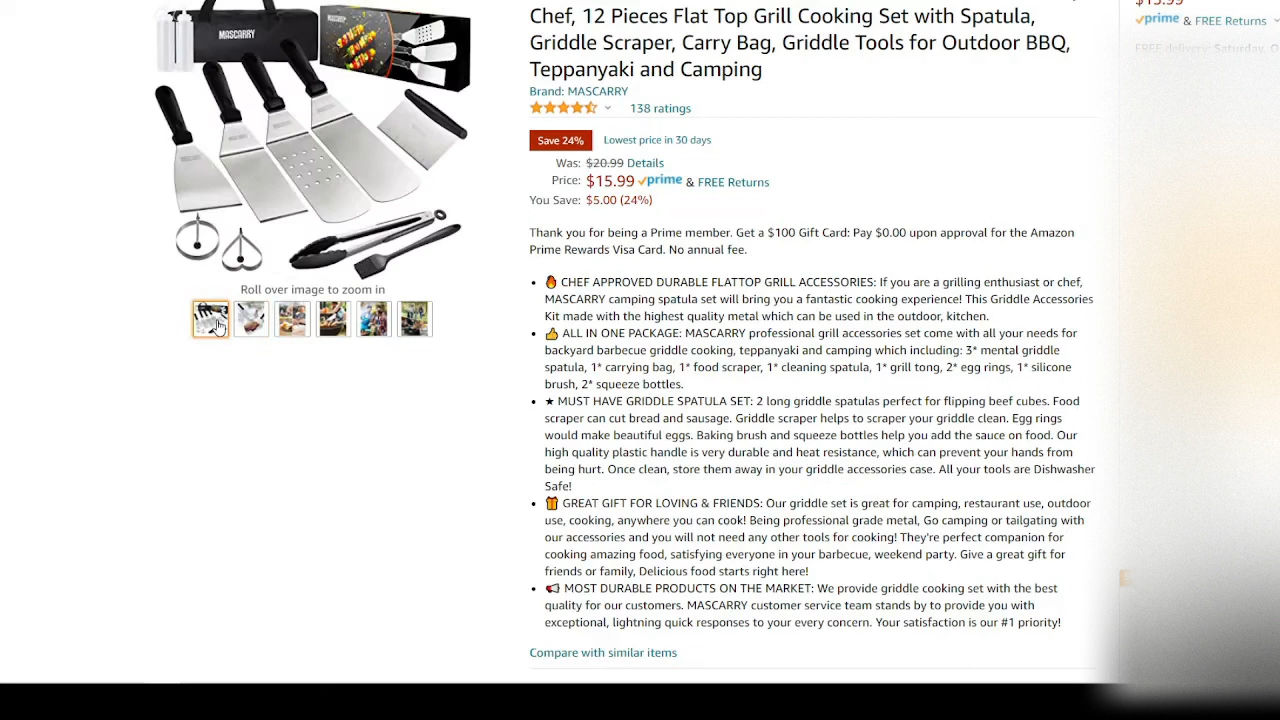 MASCARRY
MASCARRY
Chef, 12 Pieces Flat Top Grill Cooking Set with Spatula,
Griddle Scraper, Carry Bag, Griddle Tools for Outdoor BBQ,
Teppanyaki and Camping
Brand: MASCARRY
138 ratings
Save 24% Lowest price in 30 days
Was: $20.99 Details
Price: $15.99 prime & FREE Returns
You Save: $5.00 (24%)
Thank you for being a Prime member. Get a $100 Gift Card: Pay $0.00 upon approval for the Amazon
Prime Rewards Visa Card. No annual fee.
• 🔥 CHEF APPROVED DURABLE FLATTOP GRILL ACCESSORIES: If you are a grilling enthusiast or chef,
MASCARRY camping spatula set will bring you a fantastic cooking experience! This Griddle Accessories
Kit made with the highest quality metal which can be used in the outdoor, kitchen.
• 👍 ALL IN ONE PACKAGE: MASCARRY professional grill accessories set come with all your needs for
backyard barbecue griddle cooking, teppanyaki and camping which including: 3* mental griddle
spatula, 1* carrying bag, 1* food scraper, 1* cleaning spatula, 1* grill tong, 2* egg rings, 1* silicone
brush, 2* squeeze bottles.
• ★ MUST HAVE GRIDDLE SPATULA SET: 2 long griddle spatulas perfect for flipping beef cubes. Food
scraper can cut bread and sausage. Griddle scraper helps to scraper your griddle clean. Egg rings
would make beautiful eggs. Baking brush and squeeze bottles help you add the sauce on food. Our
high quality plastic handle is very durable and heat resistance, which can prevent your hands from
being hurt. Once clean, store them away in your griddle accessories case. All your tools are Dishwasher
Safe!
• 🎁 GREAT GIFT FOR LOVING & FRIENDS: Our griddle set is great for camping, restaurant use, outdoor
use, cooking, anywhere you can cook! Being professional grade metal, Go camping or tailgating with
our accessories and you will not need any other tools for cooking! They're perfect companion for
cooking amazing food, satisfying everyone in your barbecue, weekend party. Give a great gift for
friends or family, Delicious food starts right here!
• 📢 MOST DURABLE PRODUCTS ON THE MARKET: We provide griddle cooking set with the best
quality for our customers. MASCARRY customer service team stands by to provide you with
exceptional, lightning quick responses to your every concern. Your satisfaction is our #1 priority!
Compare with similar items
Roll over image to zoom in
$15.99
prime & FREE Returns
FREE delivery: Saturday, O